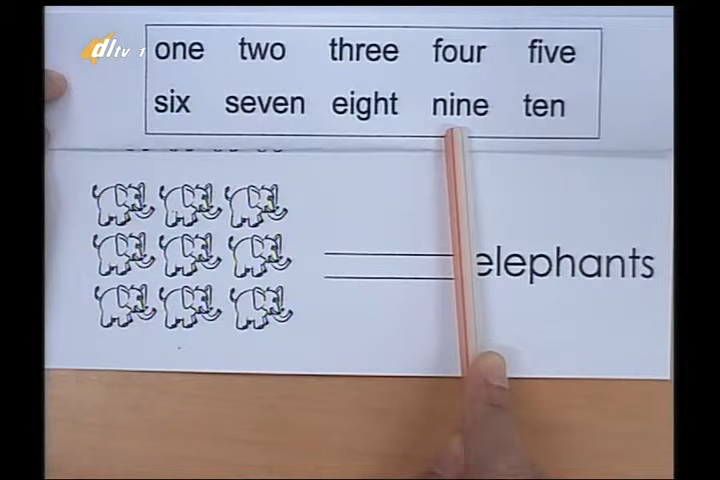 dltv 1
one two three four five
six seven eight nine ten
elephants